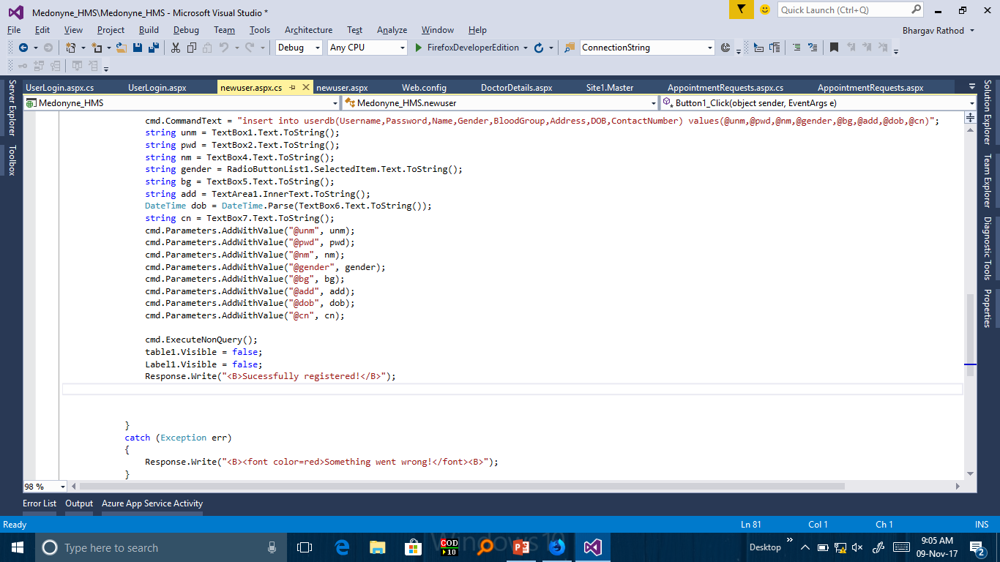 Medonyne_HMS\Medonyne_HMS - Microsoft Visual Studio *
Quick Launch (Ctrl+Q)
File Edit View Project Build Debug Team Tools Architecture Test Analyze Window Help
Bhargav Rathod
Debug Any CPU FirefoxDeveloperEdition ConnectionString
UserLogin.aspx.cs UserLogin.aspx newuser.aspx.cs newuser.aspx Web.config DoctorDetails.aspx Site1.Master AppointmentRequests.aspx.cs AppointmentRequests.aspx
Medonyne_HMS Medonyne_HMS.newuser Button1_Click(object sender, EventArgs e)
Server Explorer
Toolbox
cmd.CommandText = "insert into userdb(Username,Password,Name,Gender,BloodGroup,Address,DOB,ContactNumber) values(@unm,@pwd,@nm,@gender,@bg,@add,@dob,@cn)";
string unm = TextBox1.Text.ToString();
string pwd = TextBox2.Text.ToString();
string nm = TextBox4.Text.ToString();
string gender = RadioButtonList1.SelectedItem.Text.ToString();
string bg = TextBox5.Text.ToString();
string add = TextArea1.InnerText.ToString();
DateTime dob = DateTime.Parse(TextBox6.Text.ToString());
string cn = TextBox7.Text.ToString();
cmd.Parameters.AddWithValue("@unm", unm);
cmd.Parameters.AddWithValue("@pwd", pwd);
cmd.Parameters.AddWithValue("@nm", nm);
cmd.Parameters.AddWithValue("@gender", gender);
cmd.Parameters.AddWithValue("@bg", bg);
cmd.Parameters.AddWithValue("@add", add);
cmd.Parameters.AddWithValue("@dob", dob);
cmd.Parameters.AddWithValue("@cn", cn);
cmd.ExecuteNonQuery();
table1.Visible = false;
Label1.Visible = false;
Response.Write("<B>Sucessfully registered!</B>");
}
catch (Exception err)
{
Response.Write("<B><font color=red>Something went wrong!</font><B>");
}
Solution Explorer
Team Explorer
Diagnostic Tools
Properties
98 %
Error List Output Azure App Service Activity
Ready Ln 81 Col 1 Ch 1 INS
Type here to search
COD
10
Windows 10
Desktop
9:05 AM
09-Nov-17
2